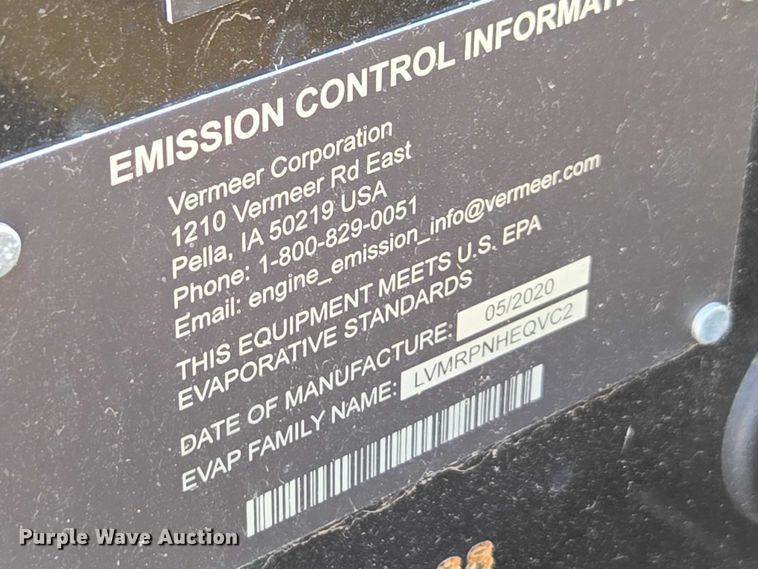 EMISSION CONTROL INFORMATI
Vermeer Corporation
1210 Vermeer Rd East
Pella, IA 50219 USA
Phone: 1-800-829-0051
Email: engine_emission_info@vermeer.com
THIS EQUIPMENT MEETS U.S. EPA
EVAPORATIVE STANDARDS
DATE OF MANUFACTURE: 05/2020
EVAP FAMILY NAME: LVMRPNHEQVC2
Purple Wave Auction